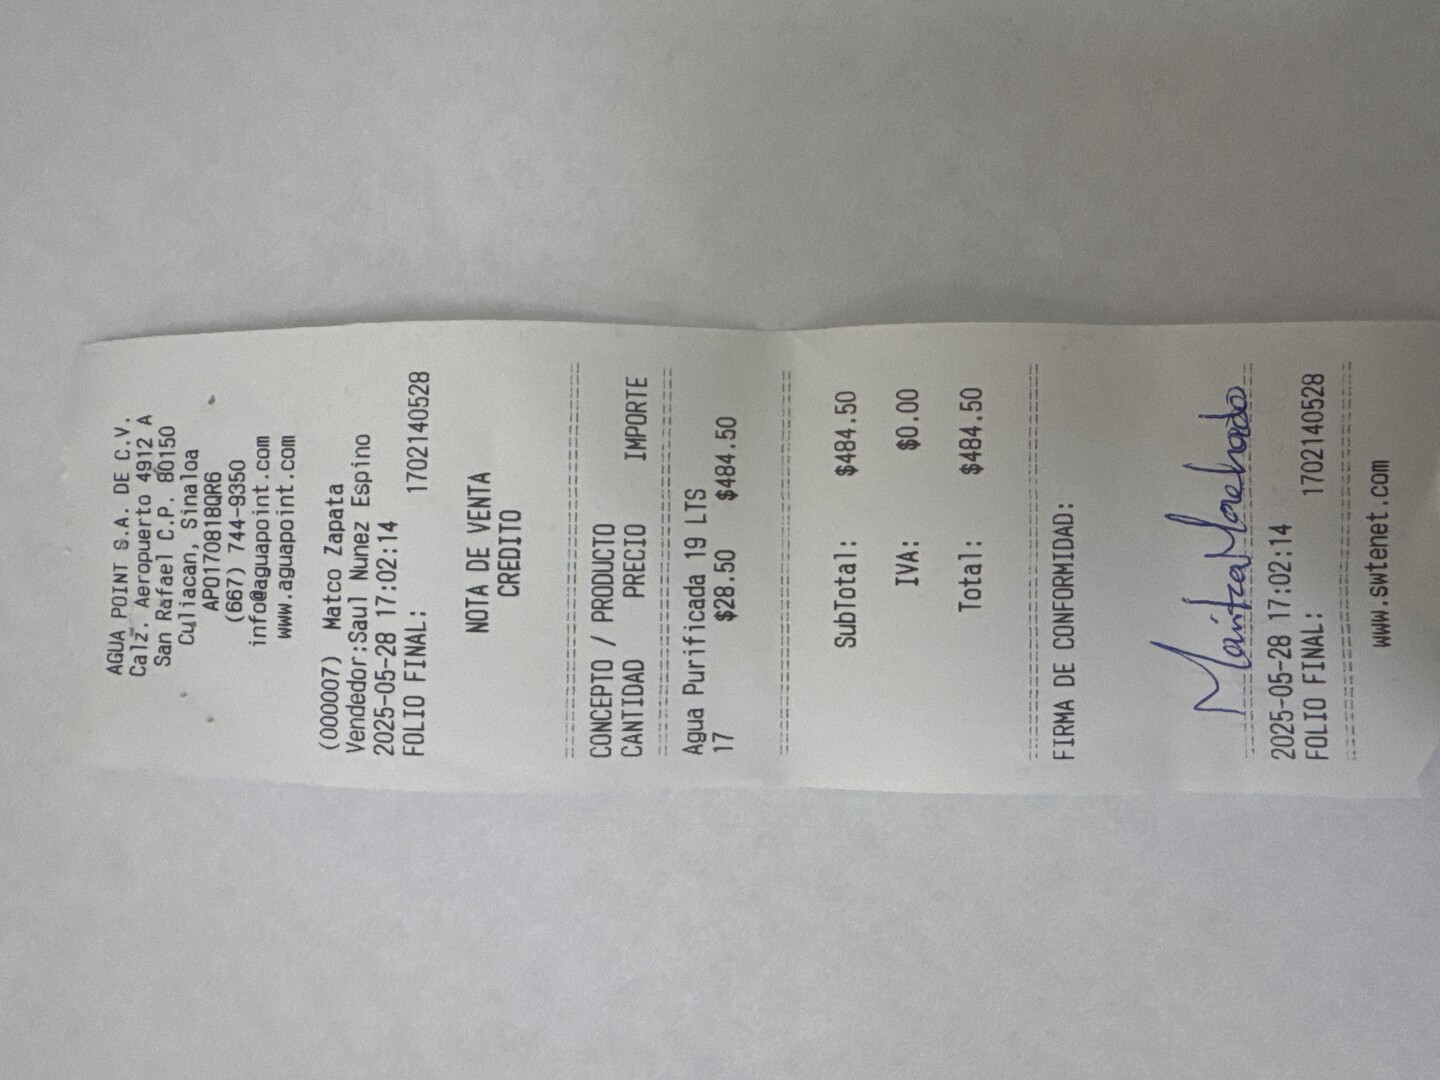 AGUA POINT S.A. DE C.V.
Calz. Aeropuerto 4912 A
San Rafael C.P. 80150
Culiacan, Sinaloa
APO170818QR6
(667) 744-9350
info@aguapoint.com
www.aguapoint.com
(000007) Matco Zapata
Vendedor:Saul Nunez Espino
2025-05-28 17:02:14
FOLIO FINAL: 1702140528
NOTA DE VENTA
CREDITO
CONCEPTO / PRODUCTO
CANTIDAD PRECIO IMPORTE
Agua Purificada 19 LTS
17 $28.50 $484.50
SubTotal: $484.50
IVA: $0.00
Total: $484.50
FIRMA DE CONFORMIDAD:
Maritza Machado
2025-05-28 17:02:14
FOLIO FINAL: 1702140528
www.swtenet.com